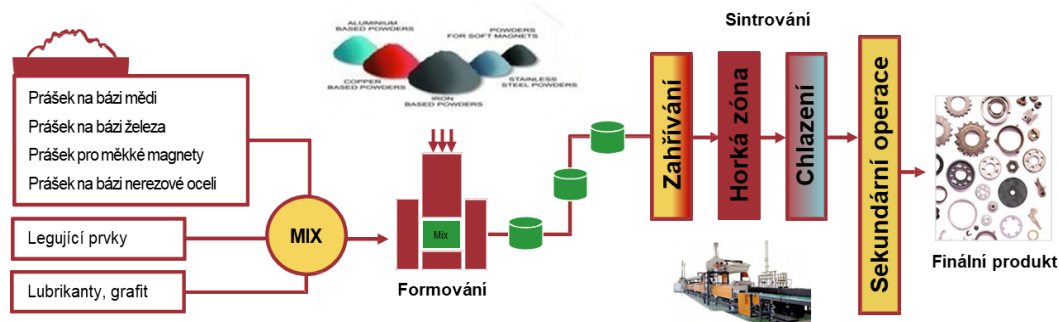 Prášek na bázi mědi
Prášek na bázi železa
Prášek pro měkké magnety
Prášek na bázi nerezové oceli
Legující prvky
Lubrikanty, grafit
MIX
ALUMINIUM
BASED POWDERS
POWDERS
FOR SOFT MAGNETS
COPPER
BASED POWDERS
IRON
BASED POWDERS
STAINLESS
STEEL POWDERS
Mix
Formování
Sintrování
Zahřívání
Horká zóna
Chlazení
Sekundární operace
Finální produkt